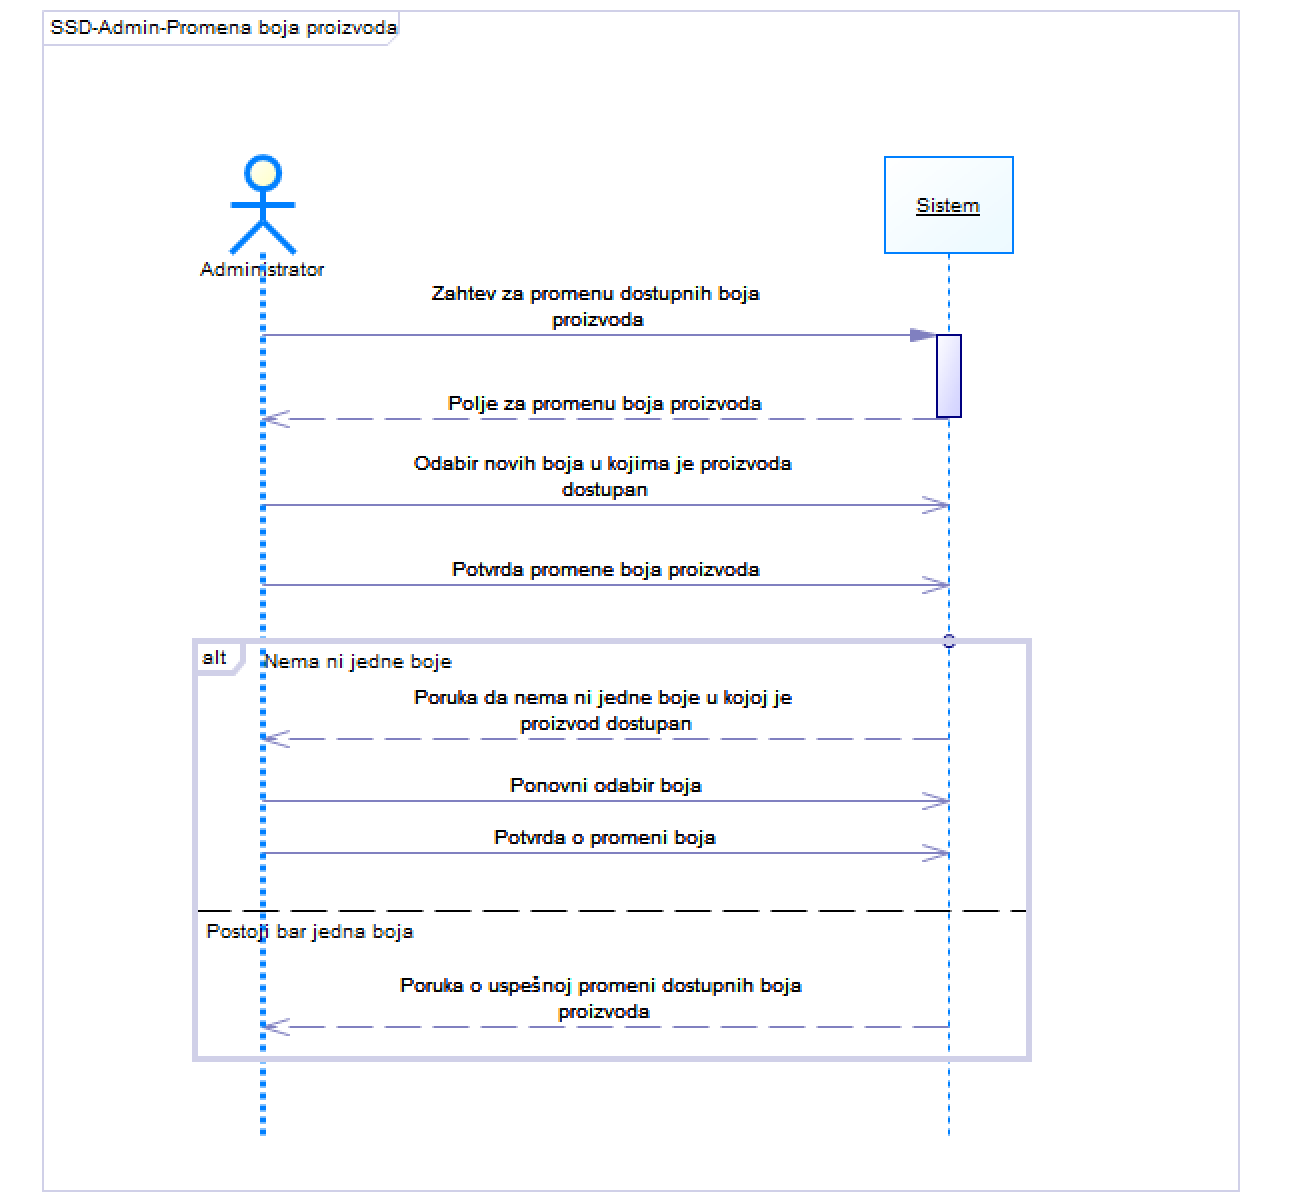 SSD-Admin-Promena boja proizvoda
Sistem
Administrator
Zahtev za promenu dostupnih boja
proizvoda
Polje za promenu boja proizvoda
Odabir novih boja u kojima je proizvoda
dostupan
Potvrda promene boja proizvoda
alt
Nema ni jedne boje
Poruka da nema ni jedne boje u kojoj je
proizvod dostupan
Ponovni odabir boja
Potvrda o promeni boja
Postoji bar jedna boja
Poruka o uspešnoj promeni dostupnih boja
proizvoda